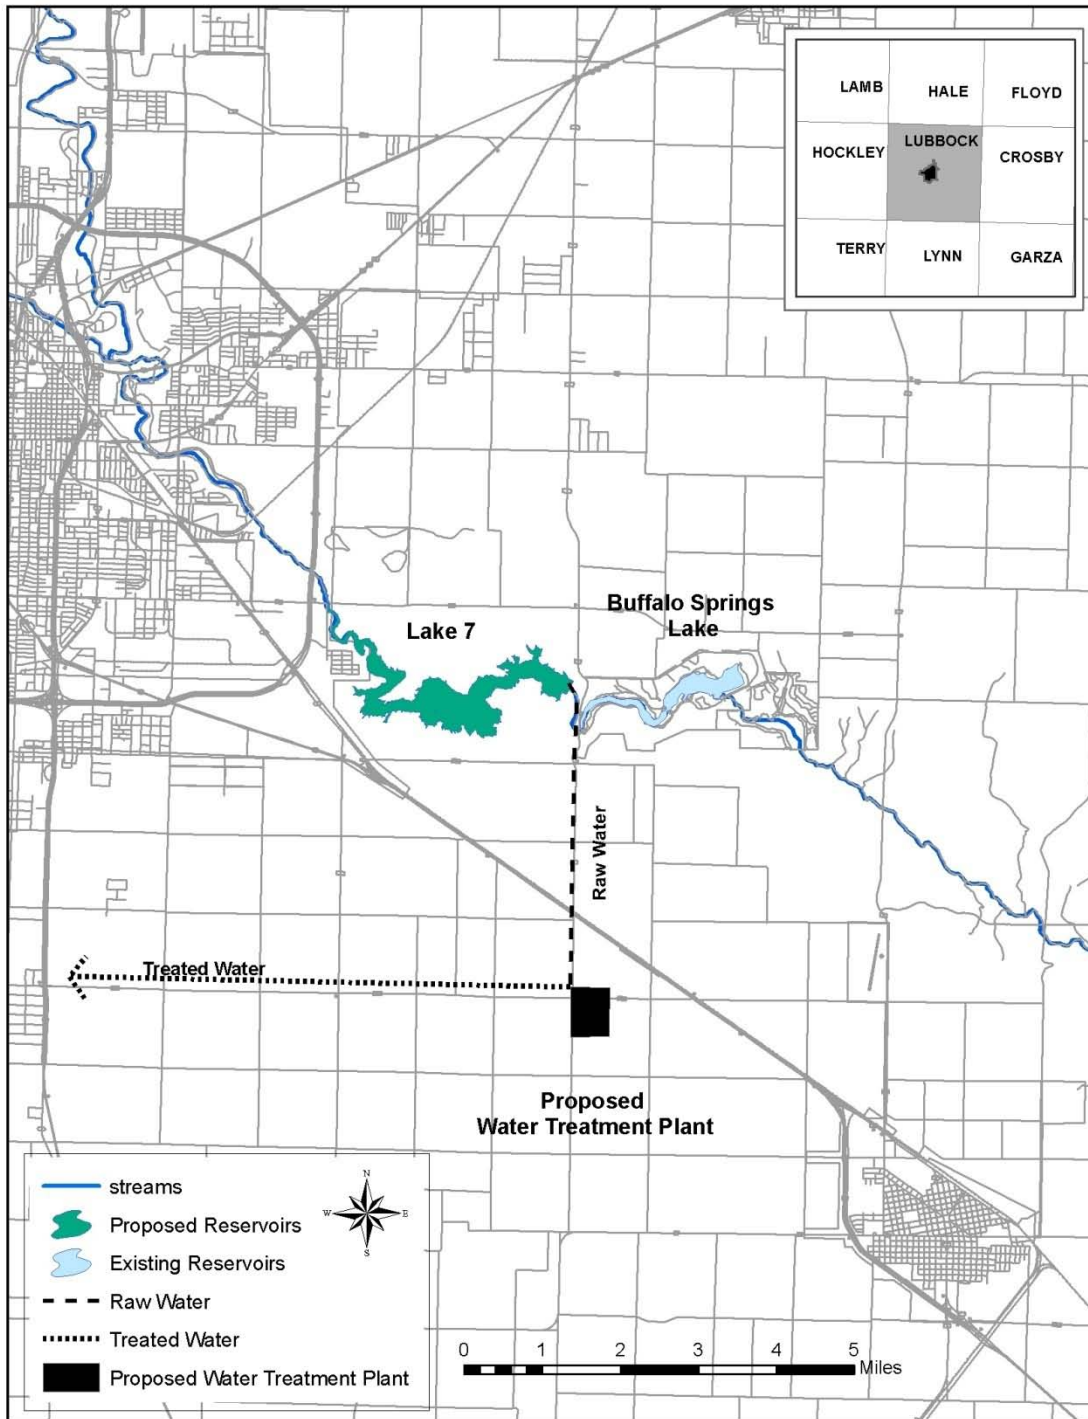 LAMB
HALE
FLOYD
HOCKLEY
LUBBOCK
CROSBY
TERRY
LYNN
GARZA
Buffalo Springs
Lake
Lake 7
Raw Water
Treated Water
Proposed
Water Treatment Plant
N
W E
S
streams
Proposed Reservoirs
Existing Reservoirs
Raw Water
Treated Water
Proposed Water Treatment Plant
0 1 2 3 4 5
Miles